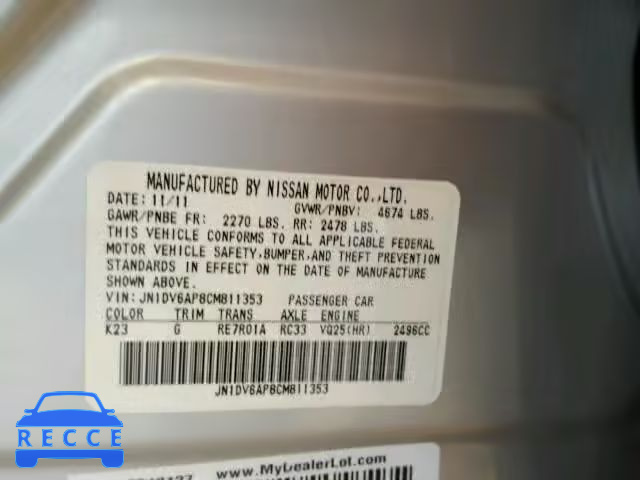 MANUFACTURED BY NISSAN MOTOR CO.,LTD.
DATE: 11/11 GVWR/PNBV: 4674 LBS.
GAWR/PNBE FR: 2270 LBS. RR: 2478 LBS.
THIS VEHICLE CONFORMS TO ALL APPLICABLE FEDERAL
MOTOR VEHICLE SAFETY,BUMPER,AND THEFT PREVENTION
STANDARDS IN EFFECT ON THE DATE OF MANUFACTURE
SHOWN ABOVE.
VIN: JN1DV6AP8CM811353 PASSENGER CAR
COLOR TRIM TRANS AXLE ENGINE
K23 G RE7R01A RC33 VQ25(HR) 2496CC
JN1DV6AP8CM811353
RECCE
www.MyDealerLot.com